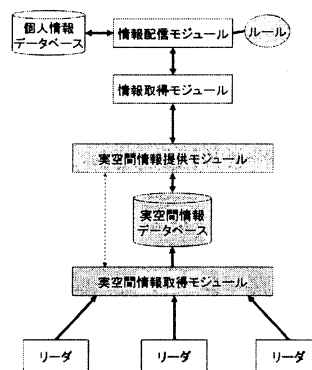 個人情報
データベース
情報配信モジュール
ルール
情報取得モジュール
実空間情報提供モジュール
実空間情報
データベース
実空間情報取得モジュール
リーダ
リーダ
リーダ